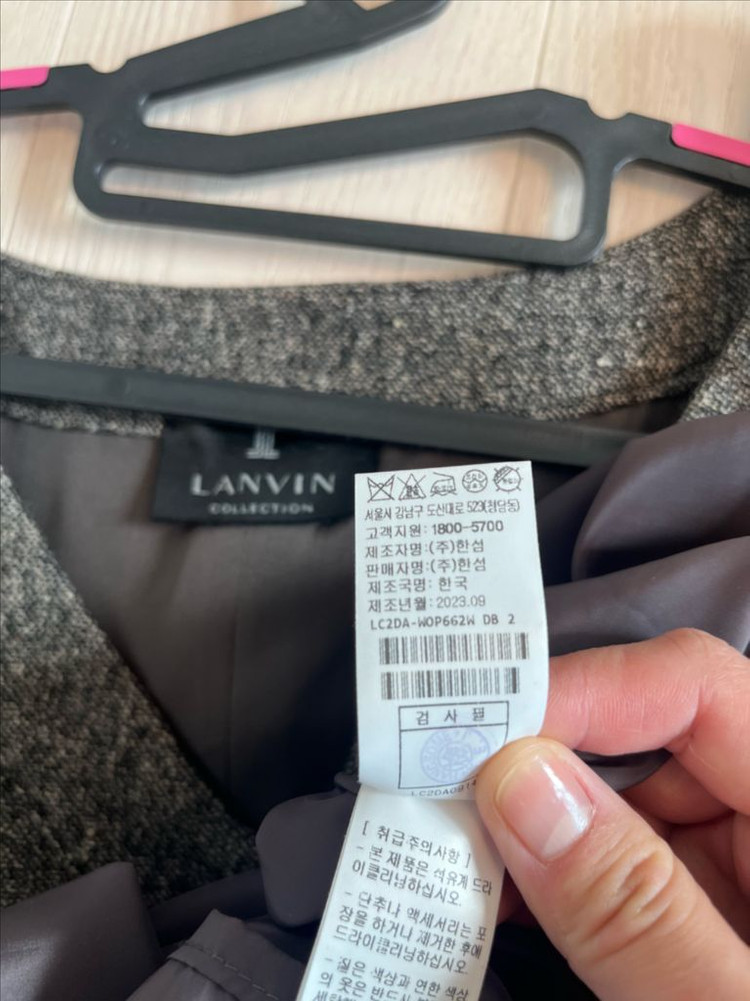 LANVIN
COLLECTION
서울시 강남구 도산대로 523(청담동)
고객지원: 1800-5700
제조자명:(주)한섬
판매자명:(주)한섬
제조국명: 한국
제조년월: 2023.09
LC2DA-WOP662W DB 2
검 사 필
[ 취급주의사항 ]
- 본 제품은 석유계 드라
이클리닝하십시오.
- 단추나 액세서리는 포
장을 하거나 제거한 후에
드라이클리닝하십시오.
- 짙은 색상과 연한 색상
의 옷은 반드시